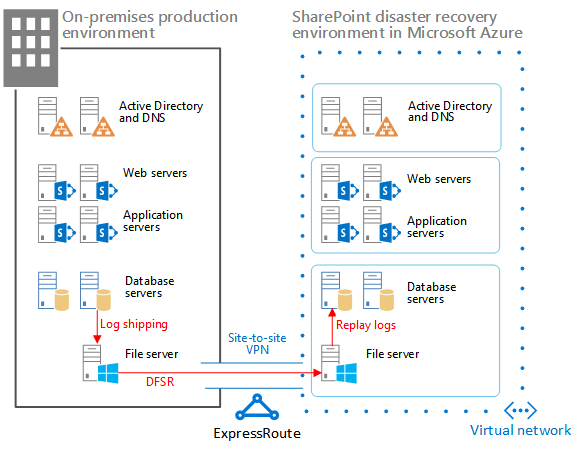 On-premises production
environment
SharePoint disaster recovery
environment in Microsoft Azure
Active Directory
and DNS
Web servers
Application
servers
Database
servers
Log shipping
File server
DFSR
Site-to-site
VPN
ExpressRoute
Active Directory
and DNS
Web servers
Application
servers
Database
servers
Replay logs
File server
Virtual network